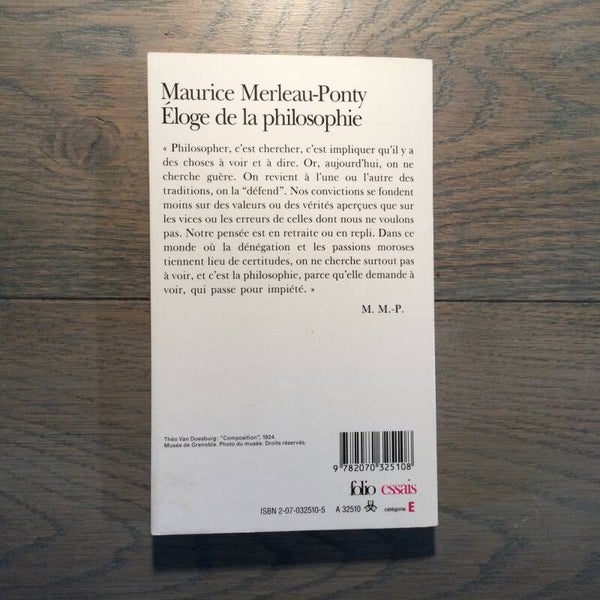 Maurice Merleau-Ponty
Éloge de la philosophie
« Philosopher, c'est chercher, c'est impliquer qu'il y a
des choses à voir et à dire. Or, aujourd'hui, on ne
cherche guère. On revient à l'une ou l'autre des
traditions, on la “défend”. Nos convictions se fondent
moins sur des valeurs ou des vérités aperçues que sur
les vices ou les erreurs de celles dont nous ne voulons
pas. Notre pensée est en retraite ou en repli. Dans ce
monde où la dénégation et les passions moroses
tiennent lieu de certitudes, on ne cherche surtout pas
à voir, et c'est la philosophie, parce qu'elle demande à
voir, qui passe pour impiété. »
M. M.-P.
Théo Van Doesburg : “Composition”, 1924.
Musée de Grenoble. Photo du musée. Droits réservés.
9 782070 325108
folio essais
ISBN 2-07-032510-5 A 32510 catégorie E